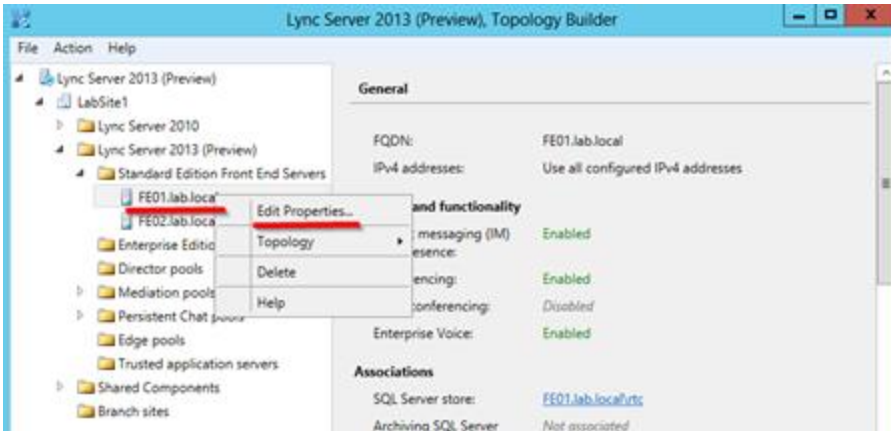 Lync Server 2013 (Preview), Topology Builder
File Action Help
Lync Server 2013 (Preview)
LabSite1
Lync Server 2010
Lync Server 2013 (Preview)
Standard Edition Front End Servers
FE01.lab.local
FE02.lab.loca
Enterprise Editio
Director pools
Mediation pools
Persistent Chat pools
Edge pools
Trusted application servers
Shared Components
Branch sites
Edit Properties...
Topology
Delete
Help
General
FQDN: FE01.lab.local
IPv4 addresses: Use all configured IPv4 addresses
and functionality
messaging (IM) Enabled
esence:
encing: Enabled
conferencing: Disabled
Enterprise Voice: Enabled
Associations
SQL Server store: FE01.lab.local\rtc
Archiving SQL Server Not associated